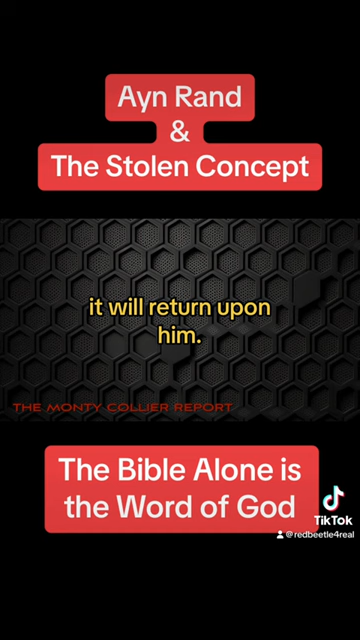 Ayn Rand
&
The Stolen Concept
it will return upon
him.
THE MONTY COLLIER REPORT
The Bible Alone is
the Word of God
TikTok
@redbeetle4real